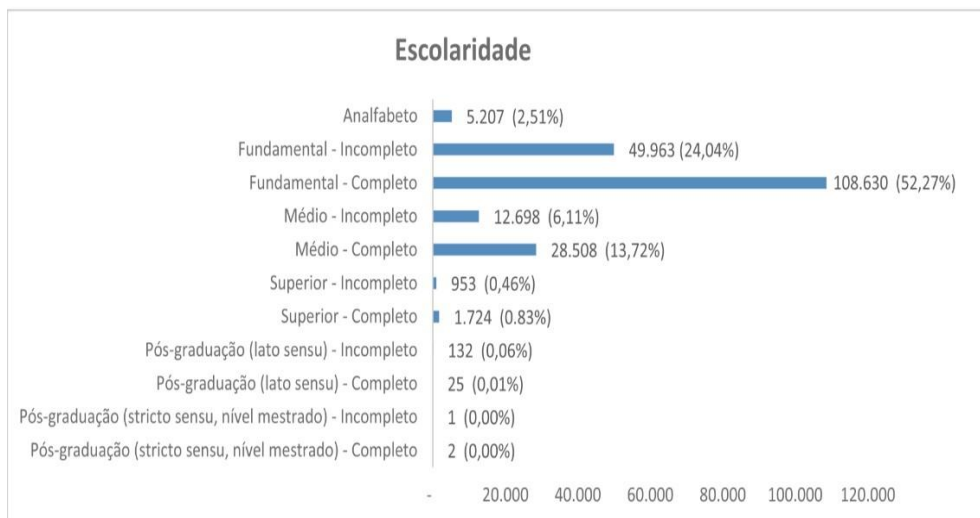 Escolaridade
Analfabeto 5.207 (2,51%)
Fundamental - Incompleto 49.963 (24,04%)
Fundamental - Completo 108.630 (52,27%)
Médio - Incompleto 12.698 (6,11%)
Médio - Completo 28.508 (13,72%)
Superior - Incompleto 953 (0,46%)
Superior - Completo 1.724 (0.83%)
Pós-graduação (lato sensu) - Incompleto 132 (0,06%)
Pós-graduação (lato sensu) - Completo 25 (0,01%)
Pós-graduação (stricto sensu, nível mestrado) - Incompleto 1 (0,00%)
Pós-graduação (stricto sensu, nível mestrado) - Completo 2 (0,00%)
- 20.000 40.000 60.000 80.000 100.000 120.000